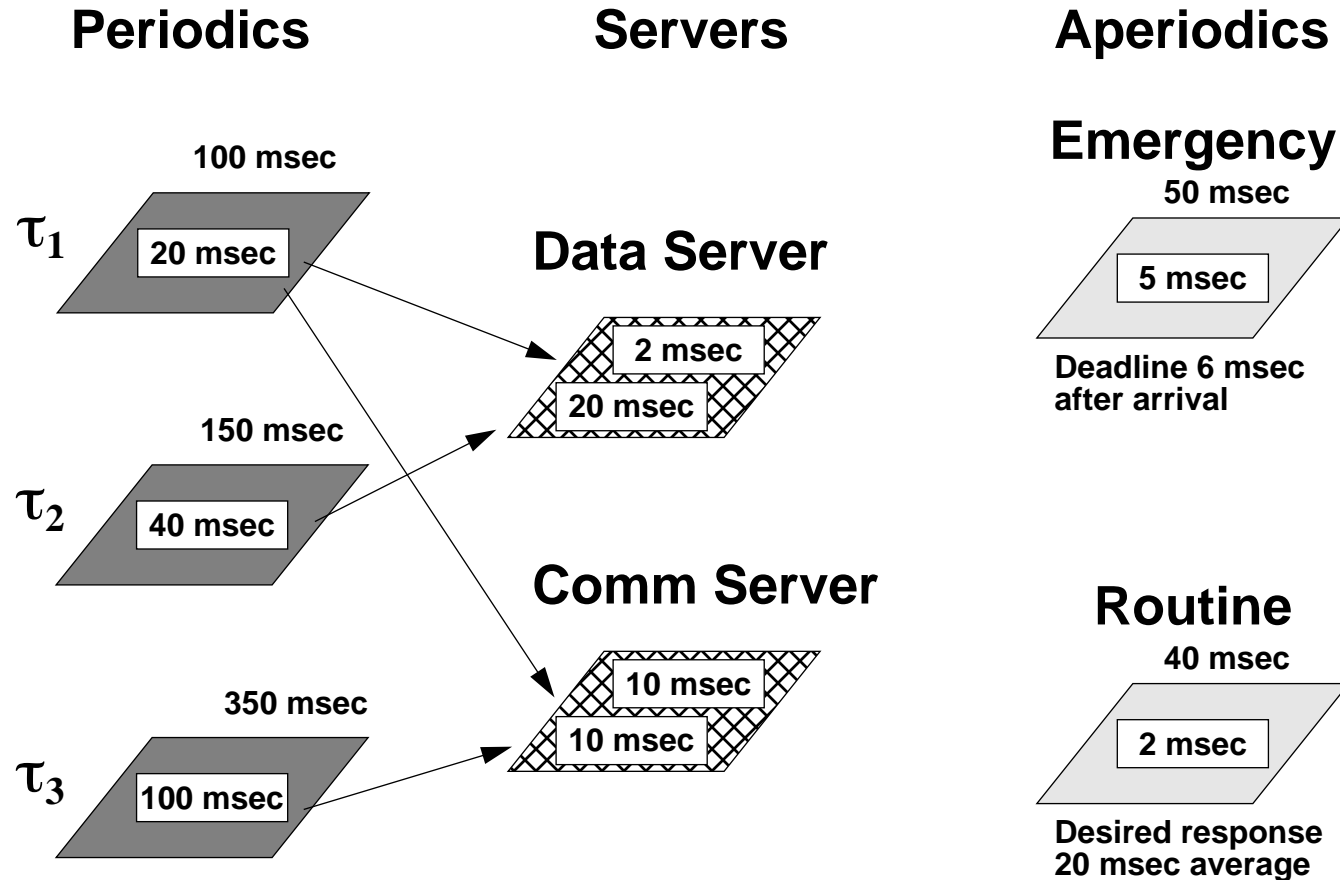 Periodics
Servers
Aperiodics
100 msec
τ1
20 msec
150 msec
τ2
40 msec
350 msec
τ3
100 msec
Data Server
2 msec
20 msec
Comm Server
10 msec
10 msec
Emergency
50 msec
5 msec
Deadline 6 msec
after arrival
Routine
40 msec
2 msec
Desired response
20 msec average